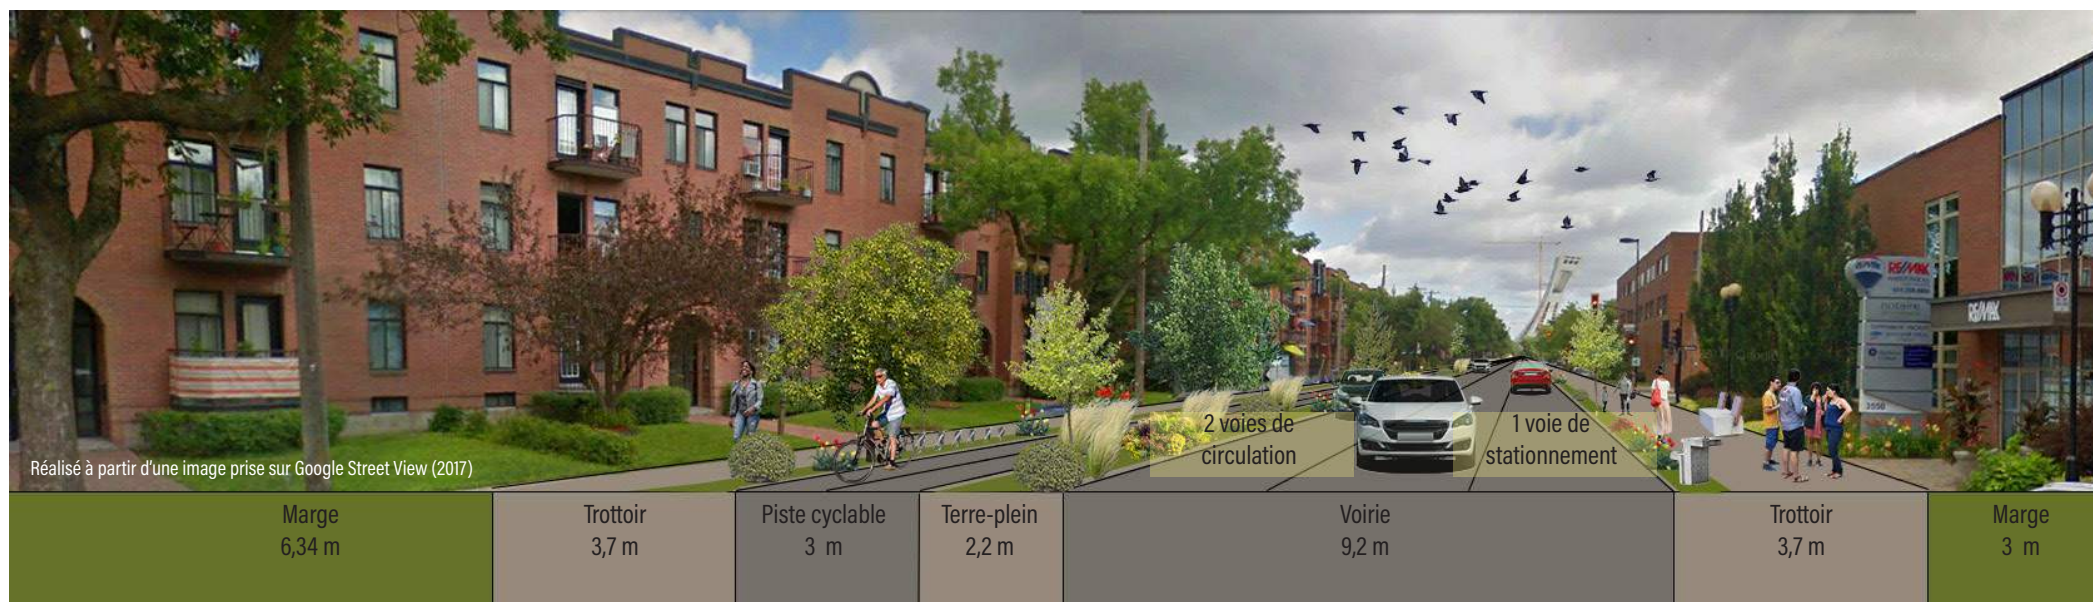 RE/MAX
RE/MAX
3550
2 voies de
circulation
1 voie de
stationnement
Réalisé à partir d'une image prise sur Google Street View (2017)
Marge
6,34 m
Trottoir
3,7 m
Piste cyclable
3 m
Terre-plein
2,2 m
Voirie
9,2 m
Trottoir
3,7 m
Marge
3 m